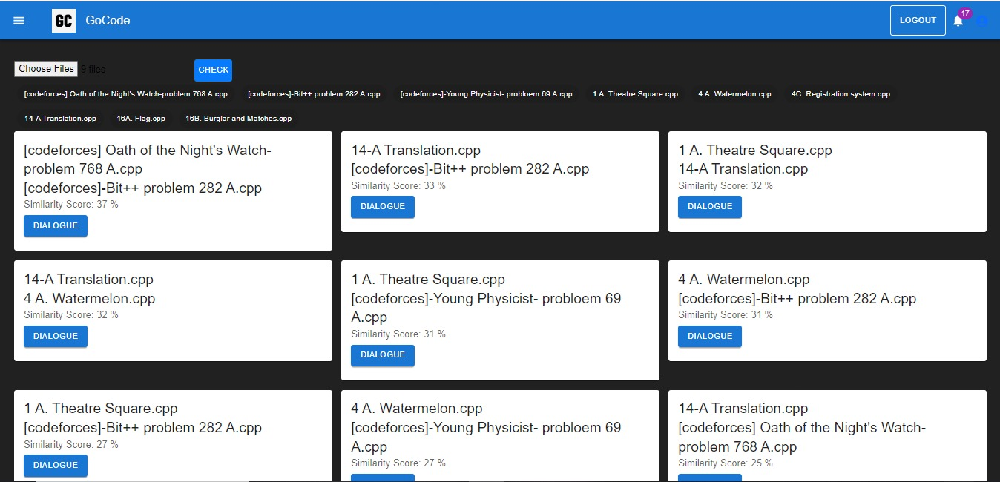 GC GoCode LOGOUT 17
Choose Files 9 files CHECK
[codeforces] Oath of the Night's Watch-problem 768 A.cpp [codeforces]-Bit++ problem 282 A.cpp [codeforces]-Young Physicist- probloem 69 A.cpp 1 A. Theatre Square.cpp 4 A. Watermelon.cpp 4C. Registration system.cpp
14-A Translation.cpp 16A. Flag.cpp 16B. Burglar and Matches.cpp
[codeforces] Oath of the Night's Watch-
problem 768 A.cpp
[codeforces]-Bit++ problem 282 A.cpp
Similarity Score: 37 %
DIALOGUE
14-A Translation.cpp
[codeforces]-Bit++ problem 282 A.cpp
Similarity Score: 33 %
DIALOGUE
1 A. Theatre Square.cpp
14-A Translation.cpp
Similarity Score: 32 %
DIALOGUE
14-A Translation.cpp
4 A. Watermelon.cpp
Similarity Score: 32 %
DIALOGUE
1 A. Theatre Square.cpp
[codeforces]-Young Physicist- probloem 69
A.cpp
Similarity Score: 31 %
DIALOGUE
4 A. Watermelon.cpp
[codeforces]-Bit++ problem 282 A.cpp
Similarity Score: 31 %
DIALOGUE
1 A. Theatre Square.cpp
[codeforces]-Bit++ problem 282 A.cpp
Similarity Score: 27 %
DIALOGUE
4 A. Watermelon.cpp
[codeforces]-Young Physicist- probloem 69
A.cpp
Similarity Score: 27 %
14-A Translation.cpp
[codeforces] Oath of the Night's Watch-
problem 768 A.cpp
Similarity Score: 25 %